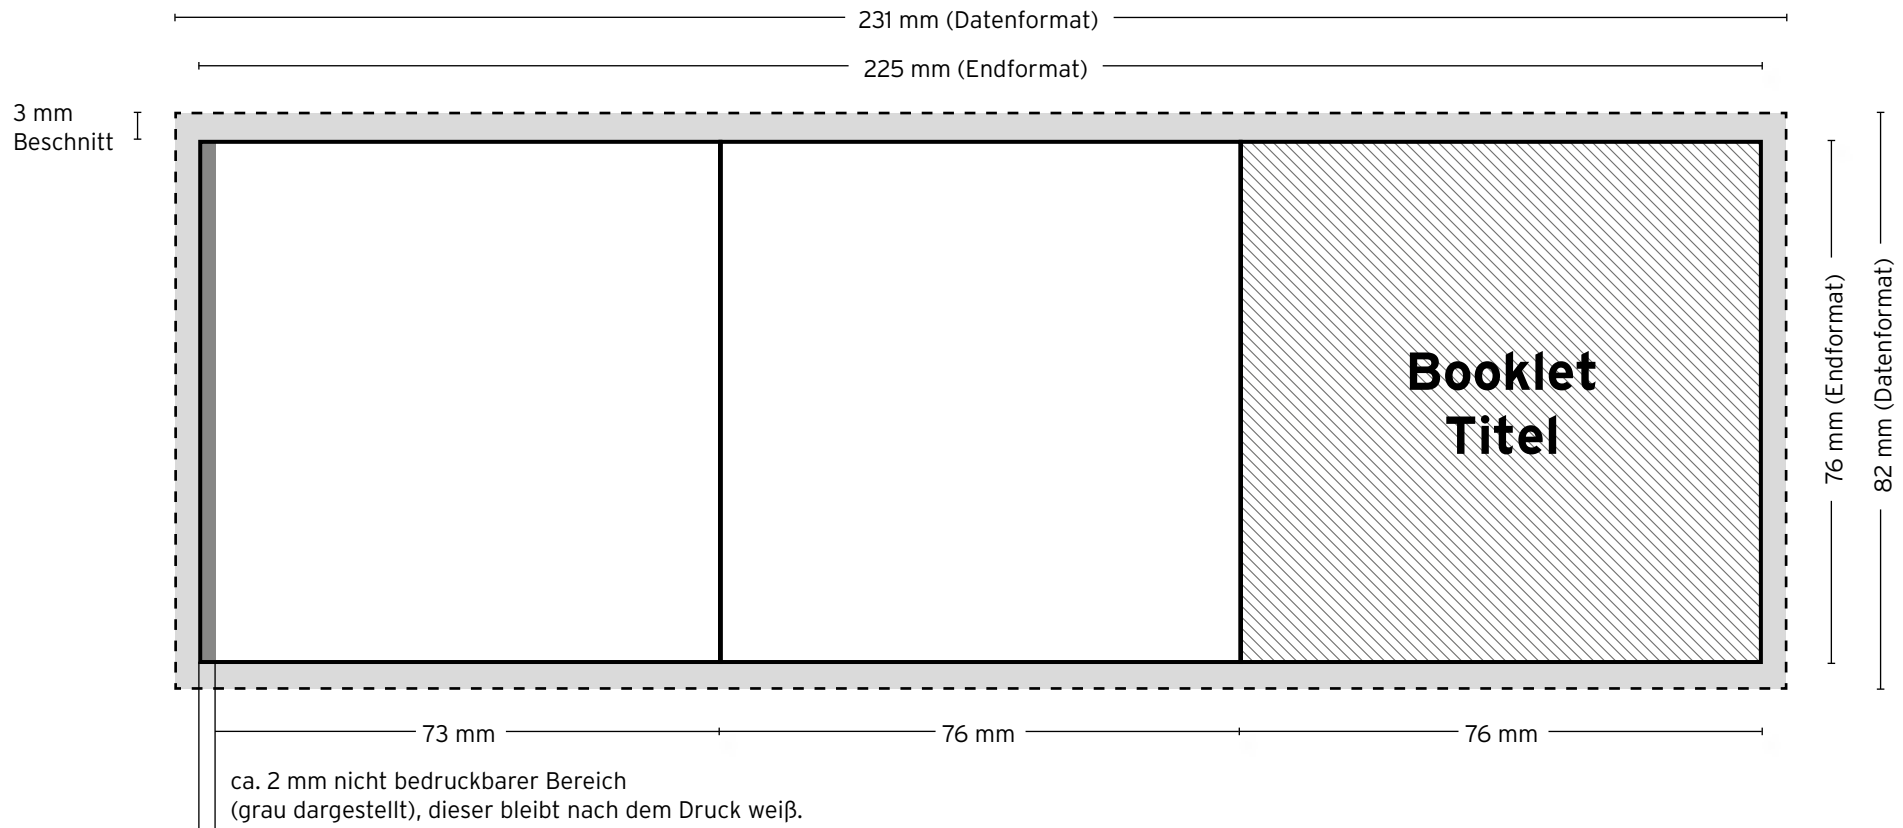 231 mm (Datenformat)
225 mm (Endformat)
3 mm
Beschnitt
Booklet
Titel
76 mm (Endformat)
82 mm (Datenformat)
73 mm
76 mm
76 mm
ca. 2 mm nicht bedruckbarer Bereich
(grau dargestellt), dieser bleibt nach dem Druck weiß.